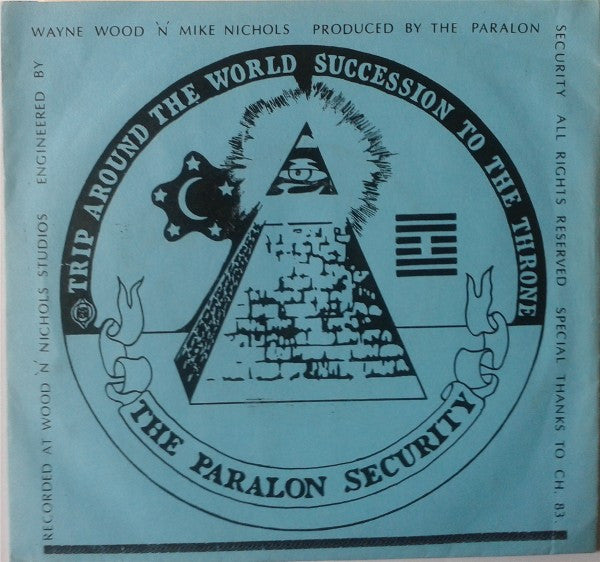 RECORDED AT WOOD 'N' NICHOLS STUDIOS ENGINEERED BY
WAYNE WOOD 'N' MIKE NICHOLS PRODUCED BY THE PARALON
SECURITY ALL RIGHTS RESERVED SPECIAL THANKS TO CH. 83.
TRIP AROUND THE WORLD SUCCESSION TO THE THRONE
THE PARALON SECURITY